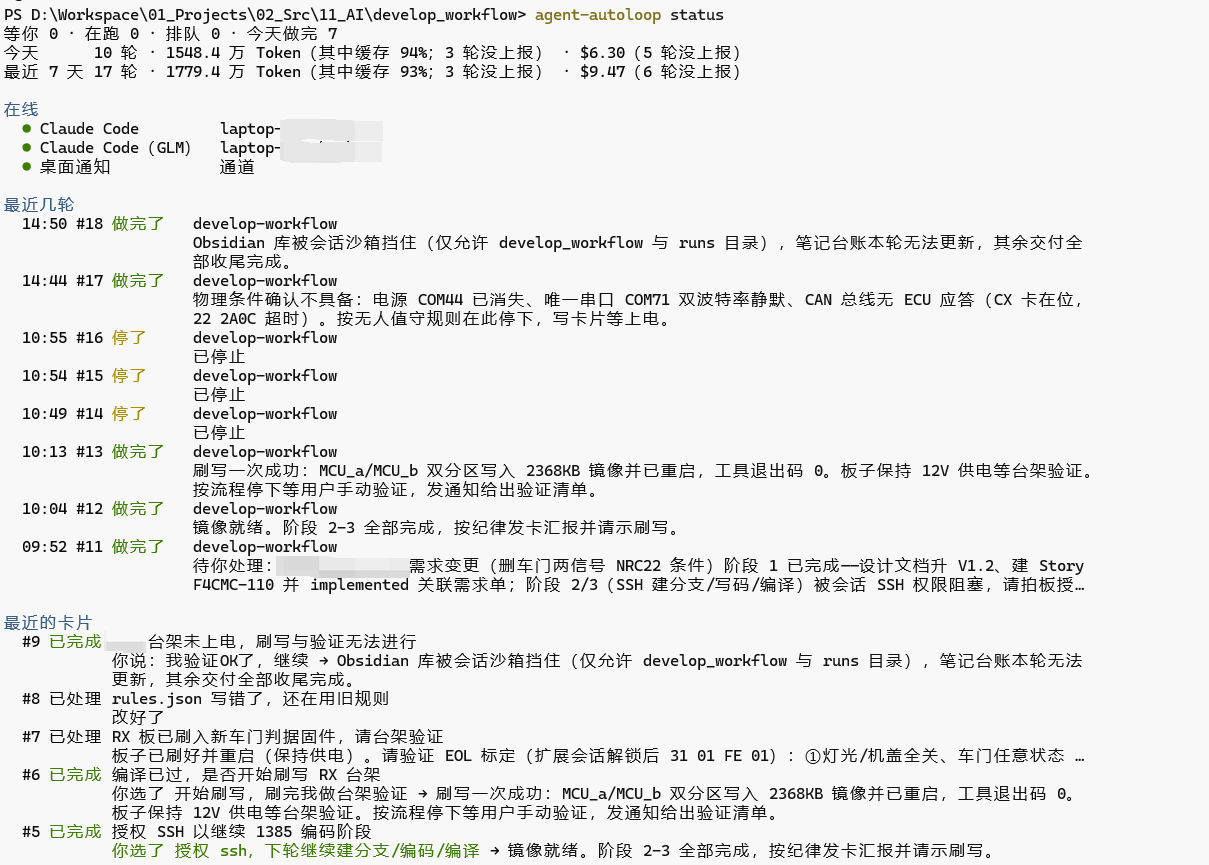 PS D:\Workspace\01_Projects\02_Src\11_AI\develop_workflow> agent-autoloop status
等你 0 · 在跑 0 · 排队 0 · 今天做完 7
今天 10 轮 · 1548.4 万 Token（其中缓存 94%；3 轮没上报） · $6.30（5 轮没上报）
最近 7 天 17 轮 · 1779.4 万 Token（其中缓存 93%；3 轮没上报） · $9.47（6 轮没上报）
在线
● Claude Code laptop-
● Claude Code（GLM） laptop-
● 桌面通知 通道
最近几轮
14:50 #18 做完了 develop-workflow
Obsidian 库被会话沙箱挡住（仅允许 develop_workflow 与 runs 目录），笔记台账本轮无法更新，其余交付全
部收尾完成。
14:44 #17 做完了 develop-workflow
物理条件确认不具备：电源 COM44 已消失、唯一串口 COM71 双波特率静默、CAN 总线无 ECU 应答（CX 卡在位，
22 2A0C 超时）。按无人值守规则在此停下，写卡片等上电。
10:55 #16 停了 develop-workflow
已停止
10:54 #15 停了 develop-workflow
已停止
10:49 #14 停了 develop-workflow
已停止
10:13 #13 做完了 develop-workflow
刷写一次成功：MCU_a/MCU_b 双分区写入 2368KB 镜像并已重启，工具退出码 0。板子保持 12V 供电等台架验证。
按流程停下等用户手动验证，发通知给出验证清单。
10:04 #12 做完了 develop-workflow
镜像就绪。阶段 2-3 全部完成，按纪律发卡汇报并请示刷写。
09:52 #11 做完了 develop-workflow
待你处理：需求变更（删车门两信号 NRC22 条件）阶段 1 已完成——设计文档升 V1.2、建 Story
F4CMC-110 并 implemented 关联需求单；阶段 2/3（SSH 建分支/写码/编译）被会话 SSH 权限阻塞，请拍板授…
最近的卡片
#9 已完成 台架未上电，刷写与验证无法进行
你说：我验证OK了，继续 → Obsidian 库被会话沙箱挡住（仅允许 develop_workflow 与 runs 目录），笔记台账本轮无法
更新，其余交付全部收尾完成。
#8 已处理 rules.json 写错了，还在用旧规则
改好了
#7 已处理 RX 板已刷入新车门判据固件，请台架验证
板子已刷好并重启（保持供电）。请验证 EOL 标定（扩展会话解锁后 31 01 FE 01）：①灯光/机盖全关、车门任意状态 …
#6 已完成 编译已过，是否开始刷写 RX 台架
你选了 开始刷写，刷完我做台架验证 → 刷写一次成功：MCU_a/MCU_b 双分区写入 2368KB 镜像并已重启，工具退出码 0。
板子保持 12V 供电等台架验证。按流程停下等用户手动验证，发通知给出验证清单。
#5 已完成 授权 SSH 以继续 1385 编码阶段
你选了 授权 ssh，下轮继续建分支/编码/编译 → 镜像就绪。阶段 2-3 全部完成，按纪律发卡汇报并请示刷写。